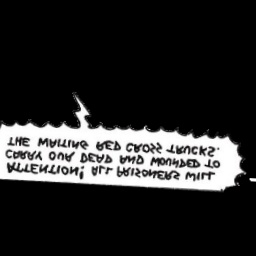 ATTENTION! ALL PRISONERS WILL
CARRY OUR DEAD AND WOUNDED TO
THE WAITING RED CROSS TRUCKS.